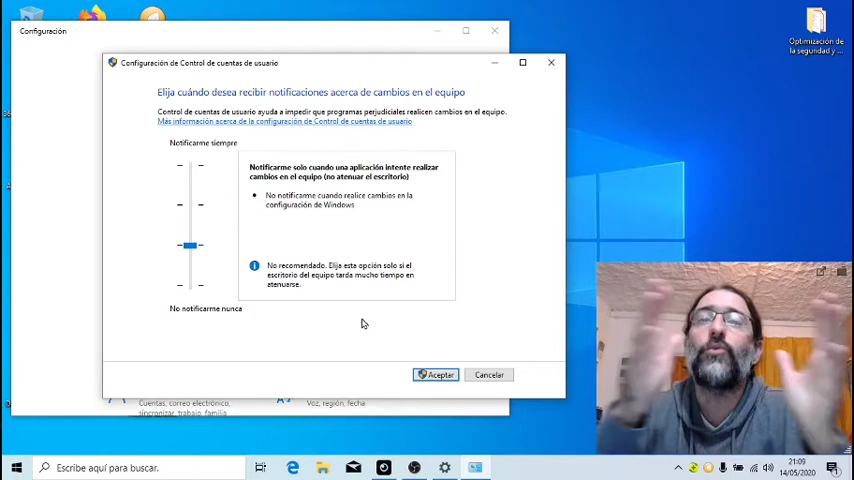 Configuración
Configuración de Control de cuentas de usuario
Elija cuándo desea recibir notificaciones acerca de cambios en el equipo
Control de cuentas de usuario ayuda a impedir que programas perjudiciales realicen cambios en el equipo.
Más información acerca de la configuración de Control de cuentas de usuario
Notificarme siempre
Notificarme solo cuando una aplicación intente realizar
cambios en el equipo (no atenuar el escritorio)
No notificarme cuando realice cambios en la
configuración de Windows
No recomendado. Elija esta opción solo si el
escritorio del equipo tarda mucho tiempo en
atenuarse.
No notificarme nunca
Aceptar
Cancelar
Cuentas, correo electrónico,
sincronizar, trabajo, familia
Voz, región, fecha
Optimización de
la seguridad y ...
Escribe aquí para buscar.
21:09
14/05/2020